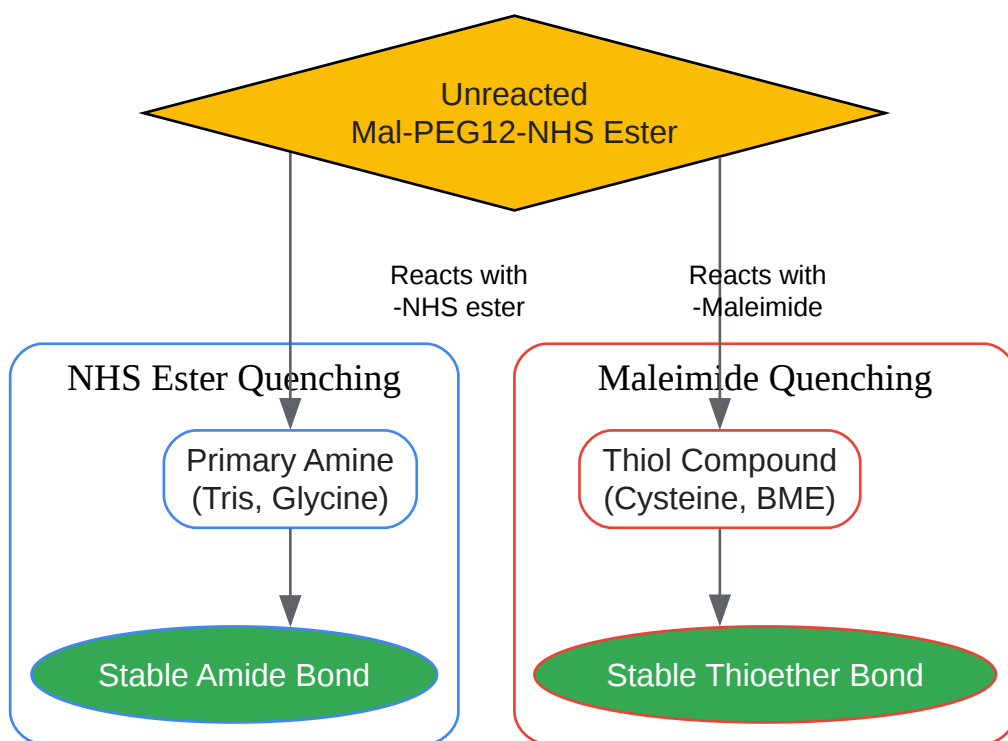 Unreacted
Mal-PEG12-NHS Ester
Reacts with
-NHS ester
Reacts with
-Maleimide
NHS Ester Quenching
Primary Amine
(Tris, Glycine)
Stable Amide Bond
Maleimide Quenching
Thiol Compound
(Cysteine, BME)
Stable Thioether Bond